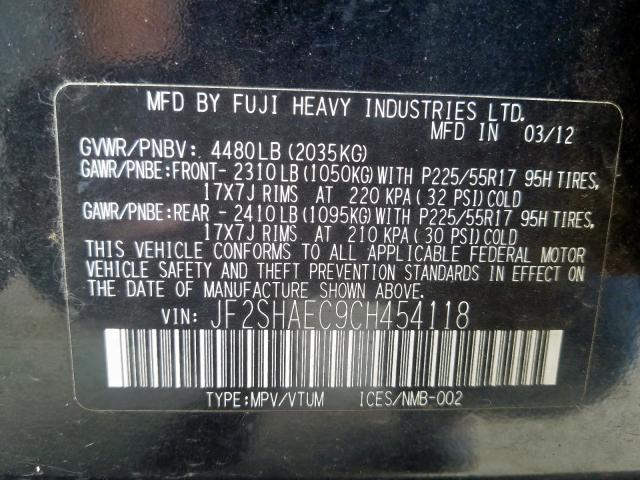 MFD BY FUJI HEAVY INDUSTRIES LTD.
MFD IN 03/12
GVWR/PNBV: 4480LB (2035KG)
GAWR/PNBE:FRONT- 2310LB (1050KG) WITH P225/55R17 95H TIRES,
17X7J RIMS AT 220 KPA (32 PSI) COLD
GAWR/PNBE:REAR - 2410LB (1095KG) WITH P225/55R17 95H TIRES,
17X7J RIMS AT 210 KPA (30 PSI) COLD
THIS VEHICLE CONFORMS TO ALL APPLICABLE FEDERAL MOTOR
VEHICLE SAFETY AND THEFT PREVENTION STANDARDS IN EFFECT ON
THE DATE OF MANUFACTURE SHOWN ABOVE.
VIN: JF2SHAEC9CH454118
TYPE:MPV/VTUM ICES/NMB-002